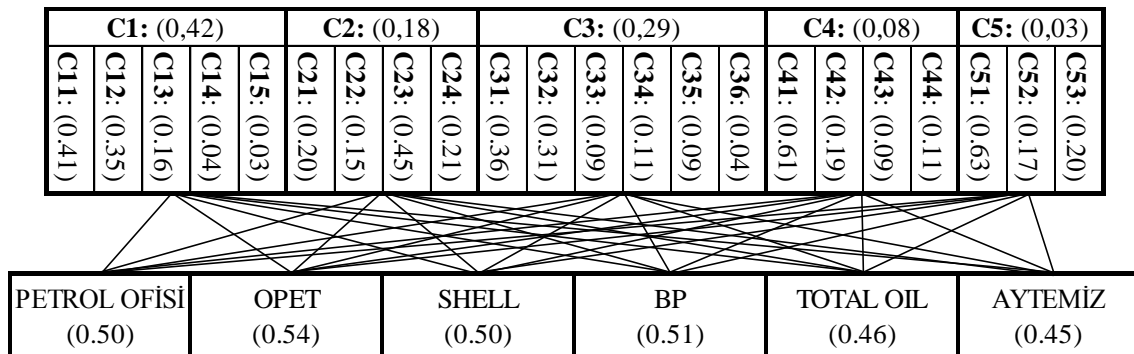 C1: (0,42) C2: (0,18) C3: (0,29) C4: (0,08) C5: (0,03)
C11: (0.41) C12: (0.35) C13: (0.16) C14: (0.04) C15: (0.03) C21: (0.20) C22: (0.15) C23: (0.45) C24: (0.21) C31: (0.36) C32: (0.31) C33: (0.09) C34: (0.11) C35: (0.09) C36: (0.04) C41: (0.61) C42: (0.19) C43: (0.09) C44: (0.11) C51: (0.63) C52: (0.17) C53: (0.20)
PETROL OFİSİ OPET SHELL BP TOTAL OIL AYTEMİZ
(0.50) (0.54) (0.50) (0.51) (0.46) (0.45)